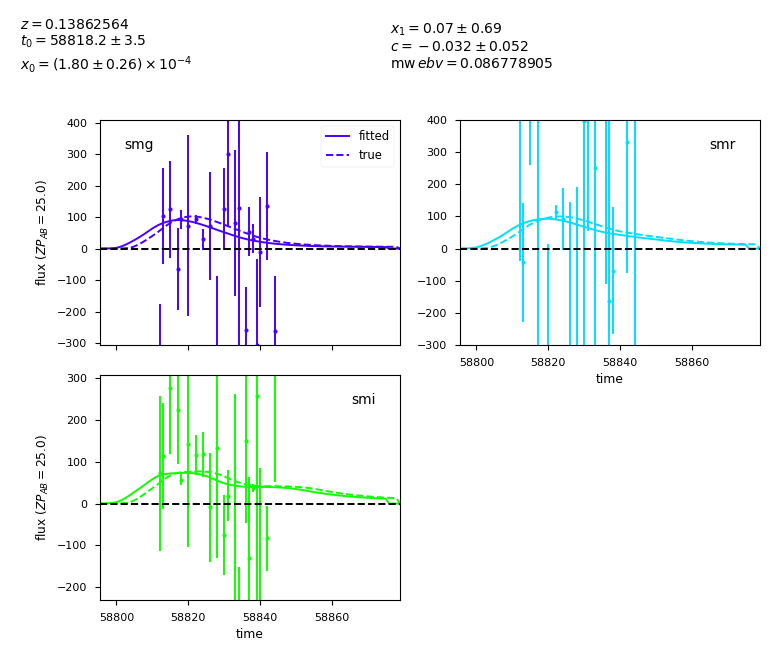 z = 0.13862564
t₀ = 58818.2 ± 3.5
x₀ = (1.80 ± 0.26) × 10⁻⁴
x₁ = 0.07 ± 0.69
c = −0.032 ± 0.052
mw ebv = 0.086778905
smg
fitted
true
flux (ZP_AB = 25.0)
400
300
200
100
0
−100
−200
−300
smr
400
300
200
100
0
−100
−200
−300
58800
58820
58840
58860
time
smi
flux (ZP_AB = 25.0)
300
200
100
0
−100
−200
58800
58820
58840
58860
time